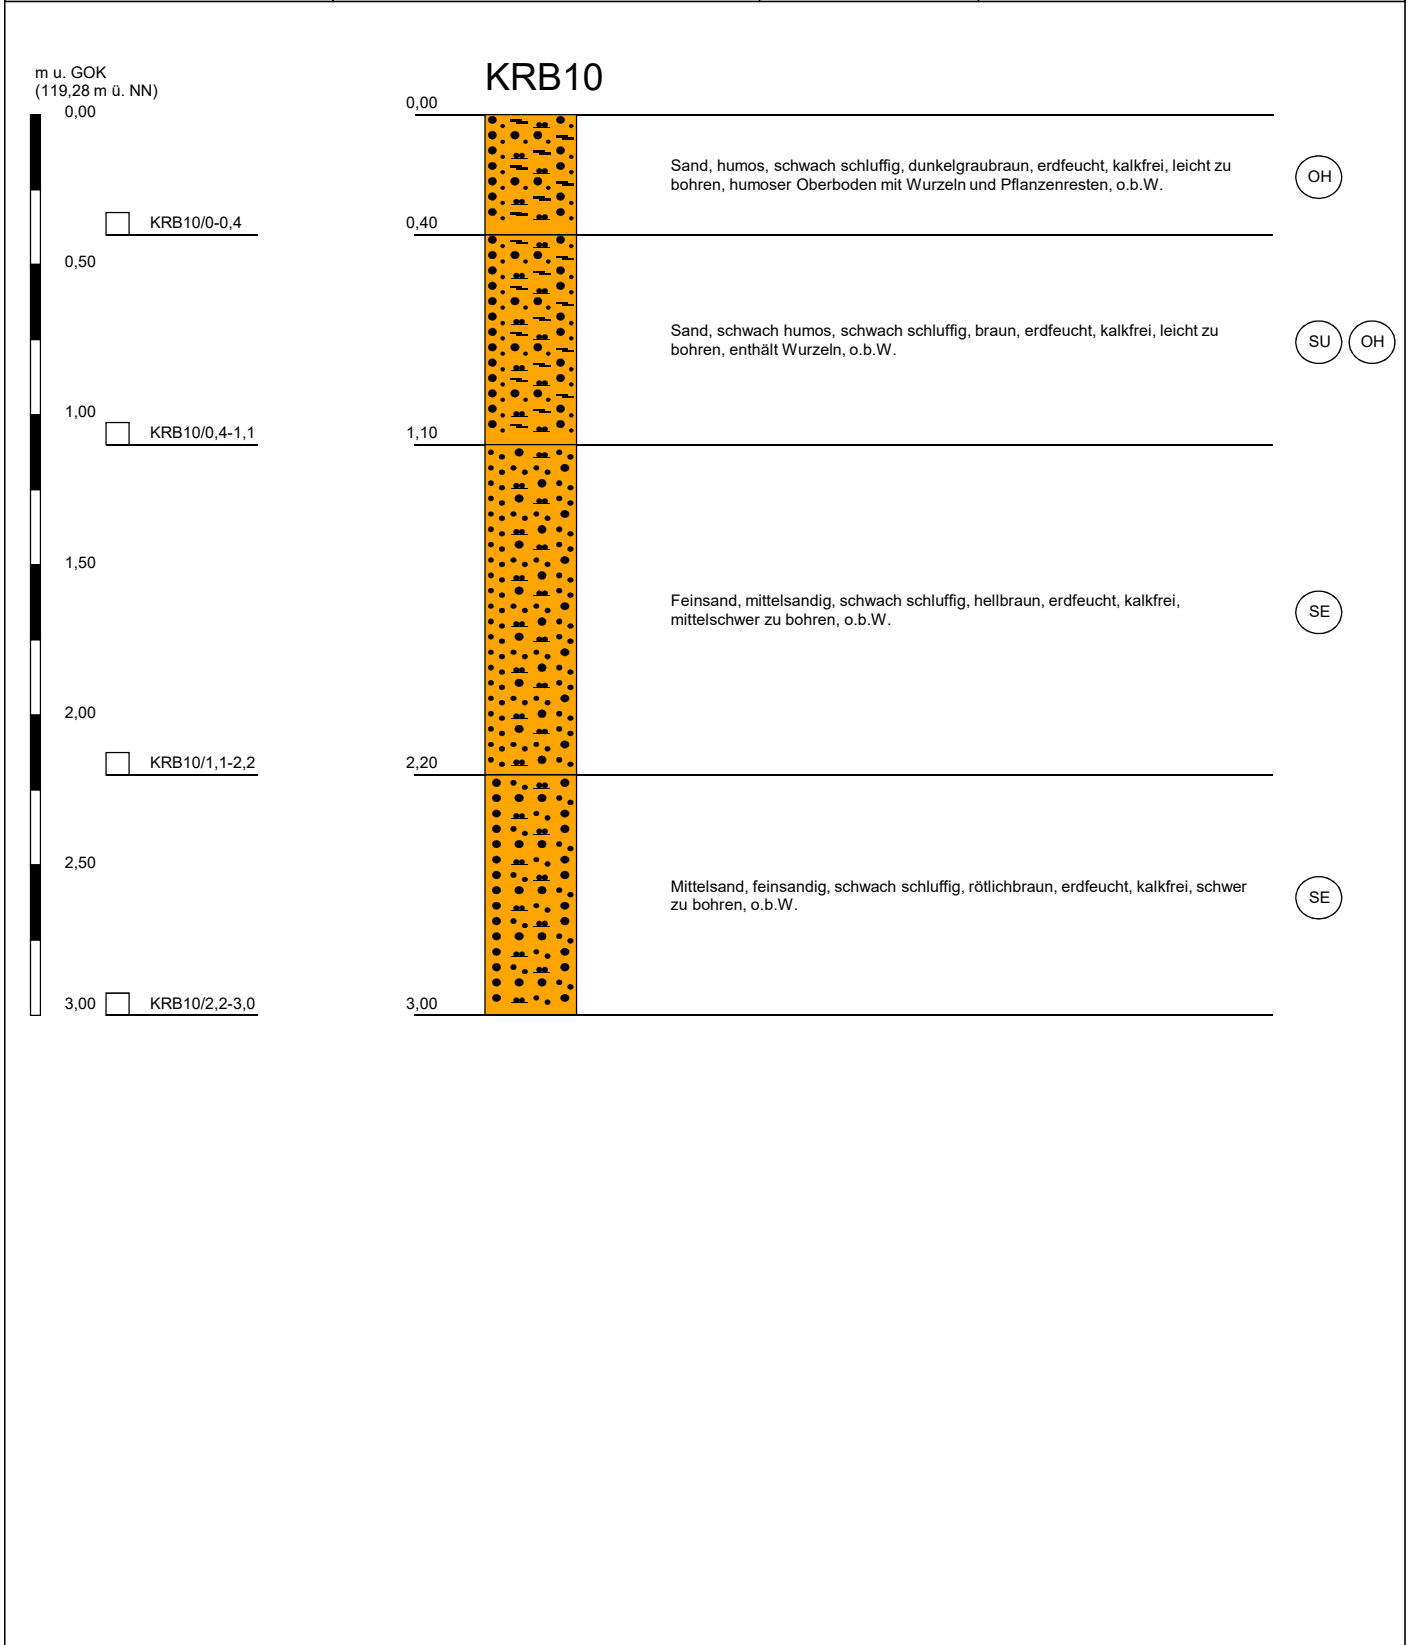 m u. GOK
(119,28 m ü. NN)
KRB10
0,00
0,00
Sand, humos, schwach schluffig, dunkelgraubraun, erdfeucht, kalkfrei, leicht zu
bohren, humoser Oberboden mit Wurzeln und Pflanzenresten, o.b.W.
OH
KRB10/0-0,4
0,40
0,50
Sand, schwach humos, schwach schluffig, braun, erdfeucht, kalkfrei, leicht zu
bohren, enthält Wurzeln, o.b.W.
SU OH
1,00
KRB10/0,4-1,1
1,10
1,50
Feinsand, mittelsandig, schwach schluffig, hellbraun, erdfeucht, kalkfrei,
mittelschwer zu bohren, o.b.W.
SE
2,00
KRB10/1,1-2,2
2,20
2,50
Mittelsand, feinsandig, schwach schluffig, rötlichbraun, erdfeucht, kalkfrei, schwer
zu bohren, o.b.W.
SE
3,00
KRB10/2,2-3,0
3,00